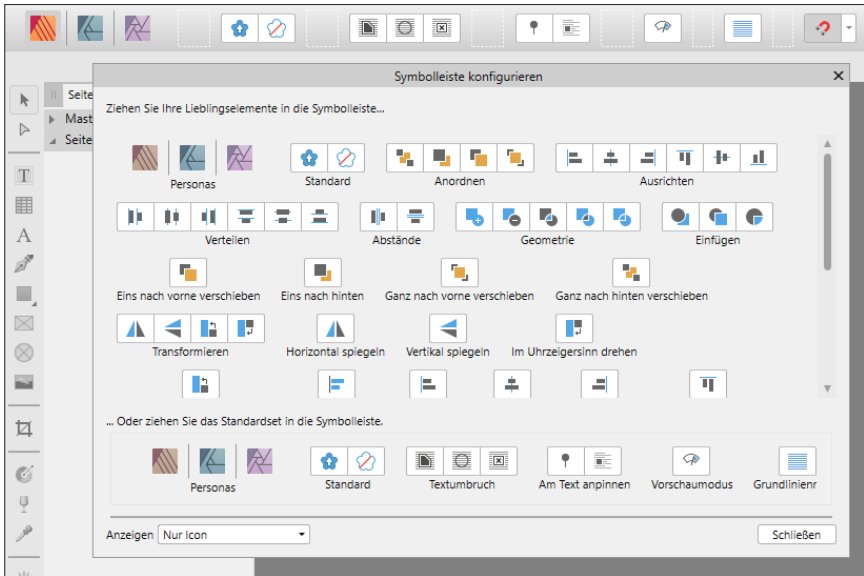 Symbolleiste konfigurieren
Seite
Mast
Seite
Ziehen Sie Ihre Lieblingselemente in die Symbolleiste...
Personas
Standard
Anordnen
Ausrichten
Verteilen
Abstände
Geometrie
Einfügen
Eins nach vorne verschieben
Eins nach hinten
Ganz nach vorne verschieben
Ganz nach hinten verschieben
Transformieren
Horizontal spiegeln
Vertikal spiegeln
Im Uhrzeigersinn drehen
... Oder ziehen Sie das Standardset in die Symbolleiste.
Personas
Standard
Textumbruch
Am Text anpinnen
Vorschaumodus
Grundlinienr
Anzeigen
Nur Icon
Schließen